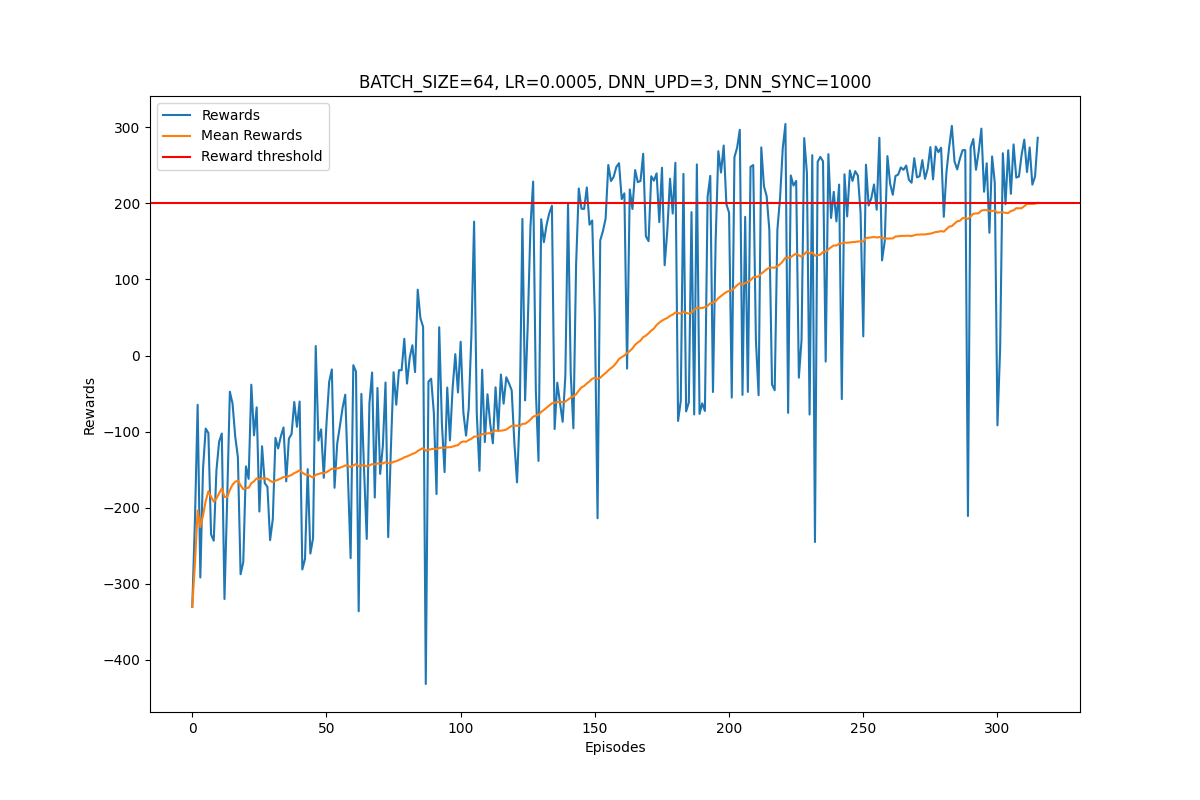 BATCH_SIZE=64, LR=0.0005, DNN_UPD=3, DNN_SYNC=1000
Rewards
Mean Rewards
Reward threshold
300
200
100
0
−100
−200
−300
−400
Rewards
0 50 100 150 200 250 300
Episodes